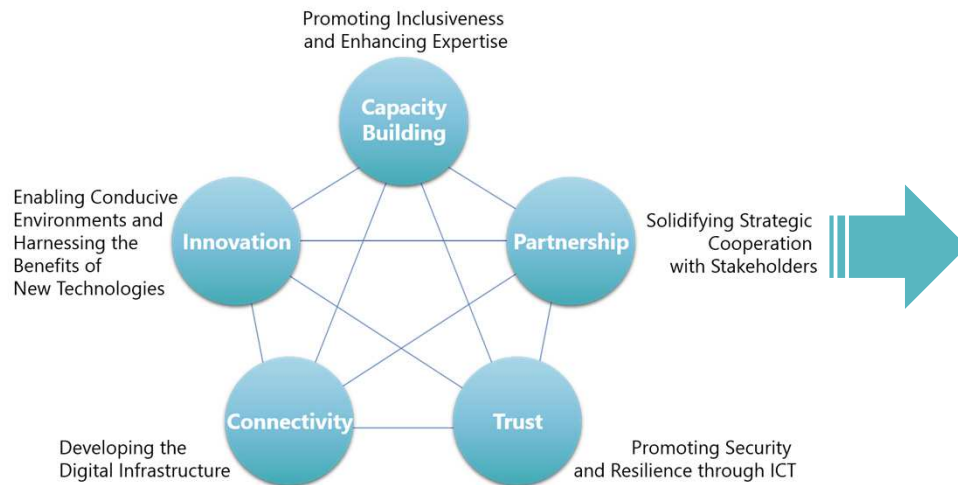 Promoting Inclusiveness
and Enhancing Expertise
Capacity
Building
Enabling Conducive
Environments and
Harnessing the
Benefits of
New Technologies
Innovation
Partnership
Solidifying Strategic
Cooperation
with Stakeholders
Connectivity
Trust
Developing the
Digital Infrastructure
Promoting Security
and Resilience through ICT